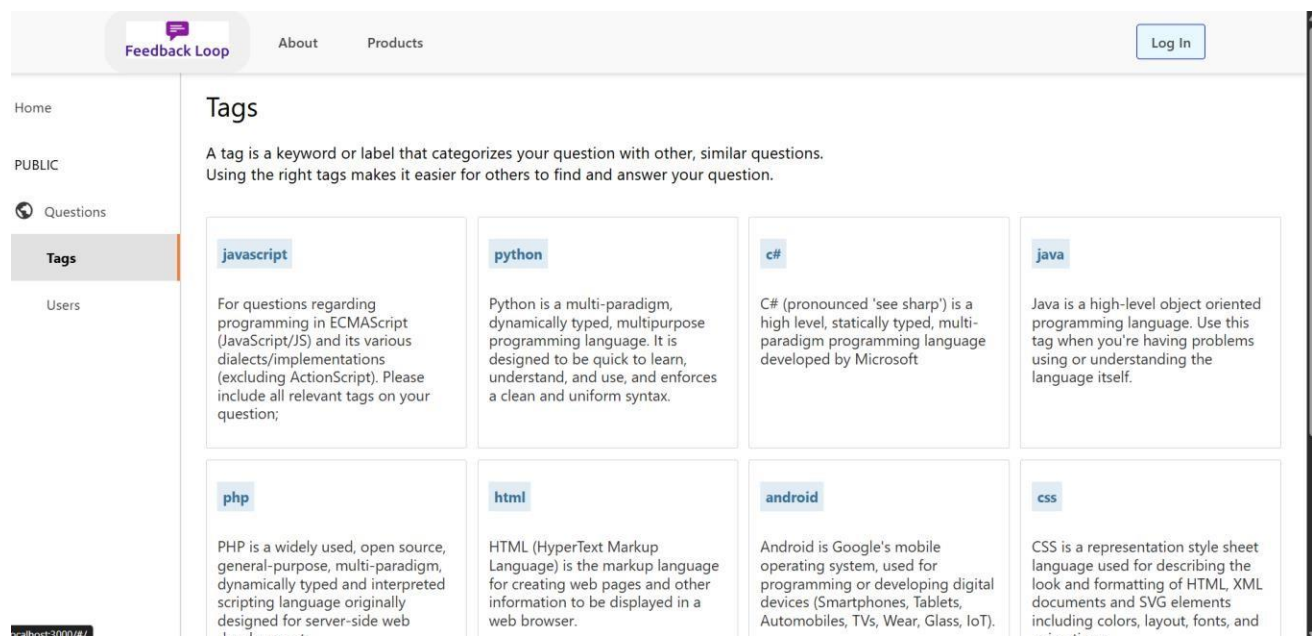 Feedback Loop
About
Products
Log In
Home
PUBLIC
Questions
Tags
Users
Tags
A tag is a keyword or label that categorizes your question with other, similar questions.
Using the right tags makes it easier for others to find and answer your question.
javascript
For questions regarding
programming in ECMAScript
(JavaScript/JS) and its various
dialects/implementations
(excluding ActionScript). Please
include all relevant tags on your
question;
python
Python is a multi-paradigm,
dynamically typed, multipurpose
programming language. It is
designed to be quick to learn,
understand, and use, and enforces
a clean and uniform syntax.
c#
C# (pronounced 'see sharp') is a
high level, statically typed, multi-
paradigm programming language
developed by Microsoft
java
Java is a high-level object oriented
programming language. Use this
tag when you're having problems
using or understanding the
language itself.
php
PHP is a widely used, open source,
general-purpose, multi-paradigm,
dynamically typed and interpreted
scripting language originally
designed for server-side web
html
HTML (HyperText Markup
Language) is the markup language
for creating web pages and other
information to be displayed in a
web browser.
android
Android is Google's mobile
operating system, used for
programming or developing digital
devices (Smartphones, Tablets,
Automobiles, TVs, Wear, Glass, IoT).
css
CSS is a representation style sheet
language used for describing the
look and formatting of HTML, XML
documents and SVG elements
including colors, layout, fonts, and
ocalhost:3000/#/